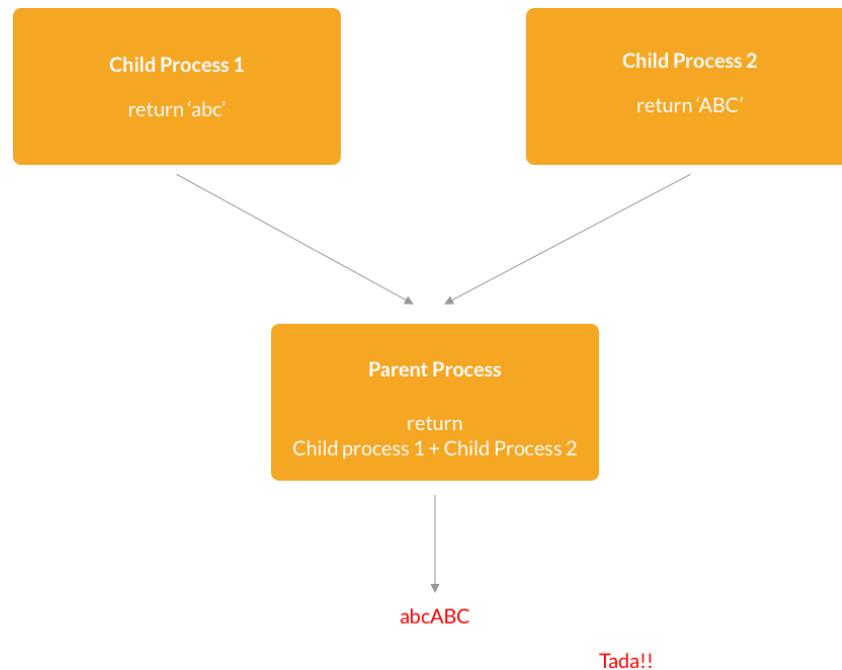 Child Process 1
return ‘abc’
Child Process 2
return ‘ABC’
Parent Process
return
Child process 1 + Child Process 2
abcABC
Tada!!